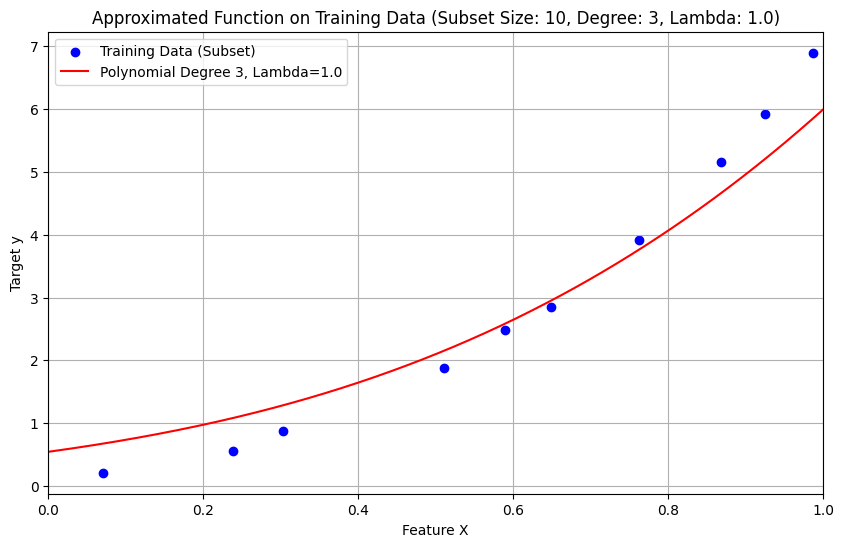 Approximated Function on Training Data (Subset Size: 10, Degree: 3, Lambda: 1.0)
Training Data (Subset)
Polynomial Degree 3, Lambda=1.0
7
6
5
4
3
2
1
0
Target y
0.0 0.2 0.4 0.6 0.8 1.0
Feature X